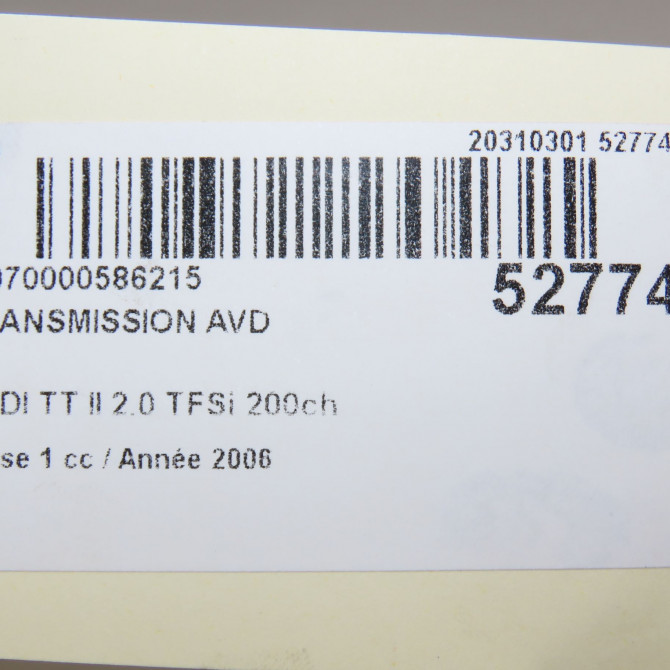 20310301 52774
070000586215
52774
ANSMISSION AVD
DI TT II 2.0 TFSi 200ch
se 1 cc / Année 2006